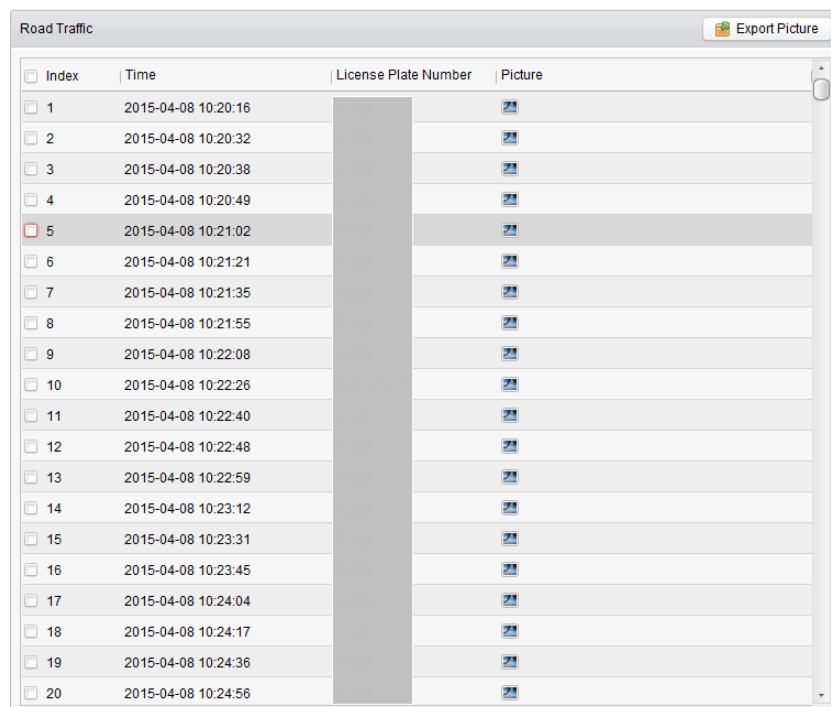 Road Traffic Export Picture
Index Time License Plate Number Picture
1 2015-04-08 10:20:16
2 2015-04-08 10:20:32
3 2015-04-08 10:20:38
4 2015-04-08 10:20:49
5 2015-04-08 10:21:02
6 2015-04-08 10:21:21
7 2015-04-08 10:21:35
8 2015-04-08 10:21:55
9 2015-04-08 10:22:08
10 2015-04-08 10:22:26
11 2015-04-08 10:22:40
12 2015-04-08 10:22:48
13 2015-04-08 10:22:59
14 2015-04-08 10:23:12
15 2015-04-08 10:23:31
16 2015-04-08 10:23:45
17 2015-04-08 10:24:04
18 2015-04-08 10:24:17
19 2015-04-08 10:24:36
20 2015-04-08 10:24:56